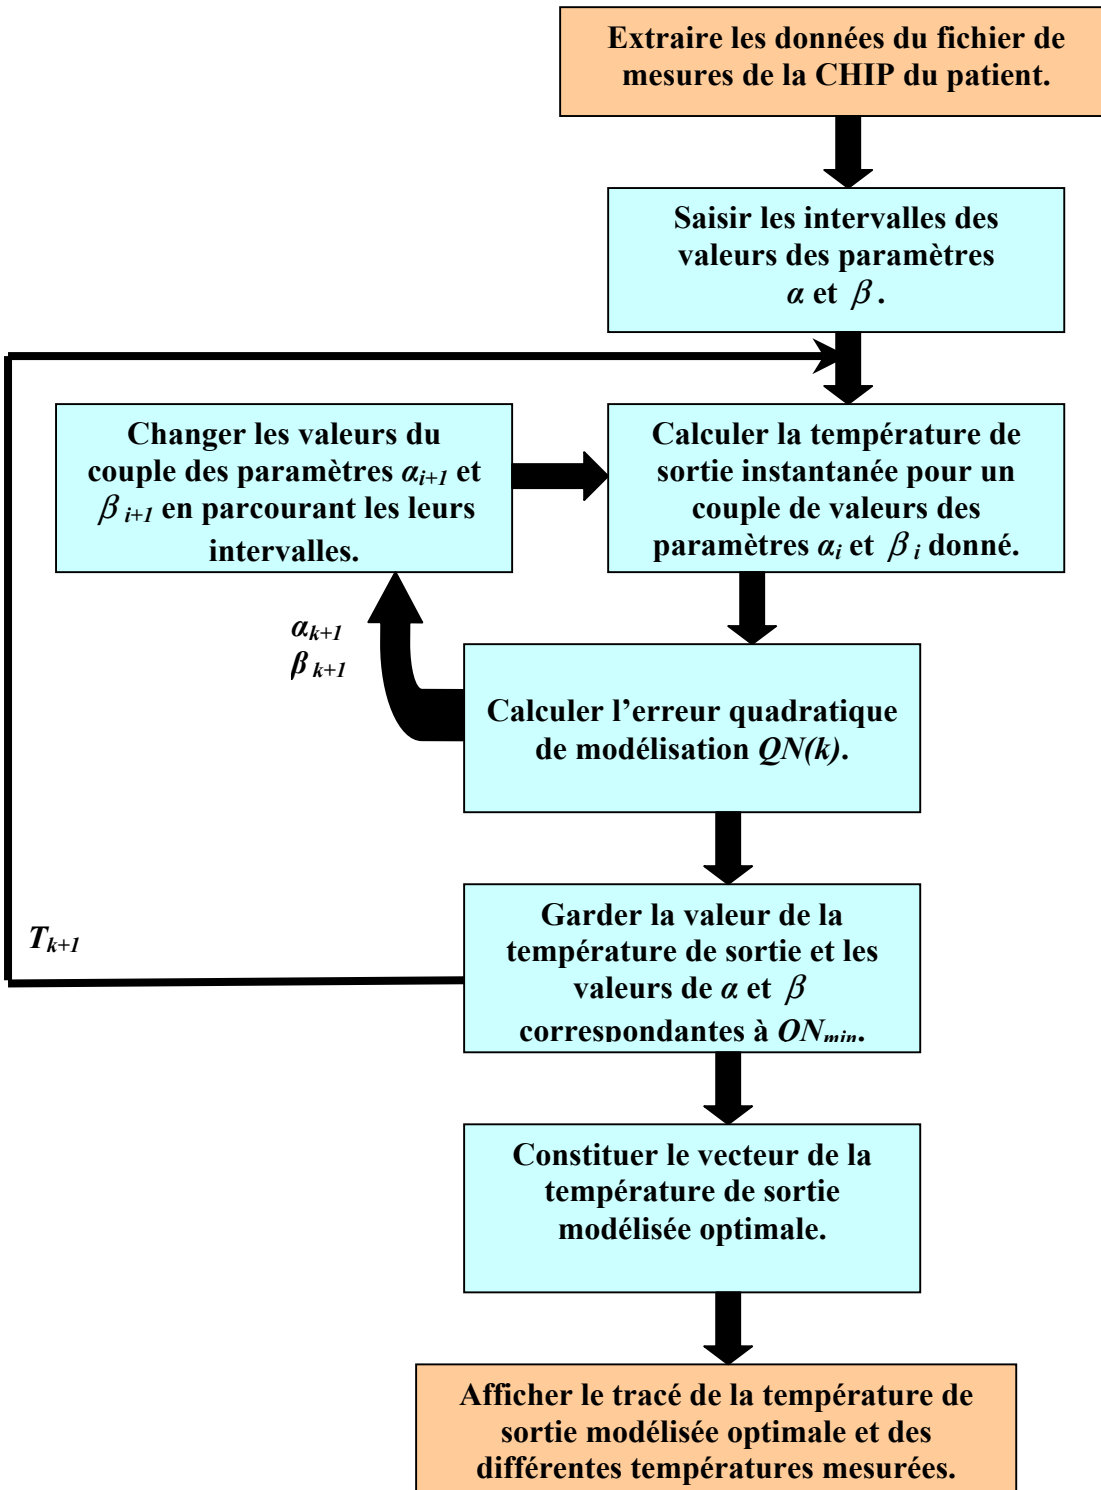 Extraire les données du fichier de
mesures de la CHIP du patient.
Saisir les intervalles des
valeurs des paramètres
α et β .
Changer les valeurs du
couple des paramètres αi+1 et
β i+1 en parcourant les leurs
intervalles.
Calculer la température de
sortie instantanée pour un
couple de valeurs des
paramètres αi et β i donné.
αk+1
β k+1
Calculer l’erreur quadratique
de modélisation QN(k).
Garder la valeur de la
température de sortie et les
valeurs de α et β
correspondantes à QNmin.
Tk+1
Constituer le vecteur de la
température de sortie
modélisée optimale.
Afficher le tracé de la température de
sortie modélisée optimale et des
différentes températures mesurées.